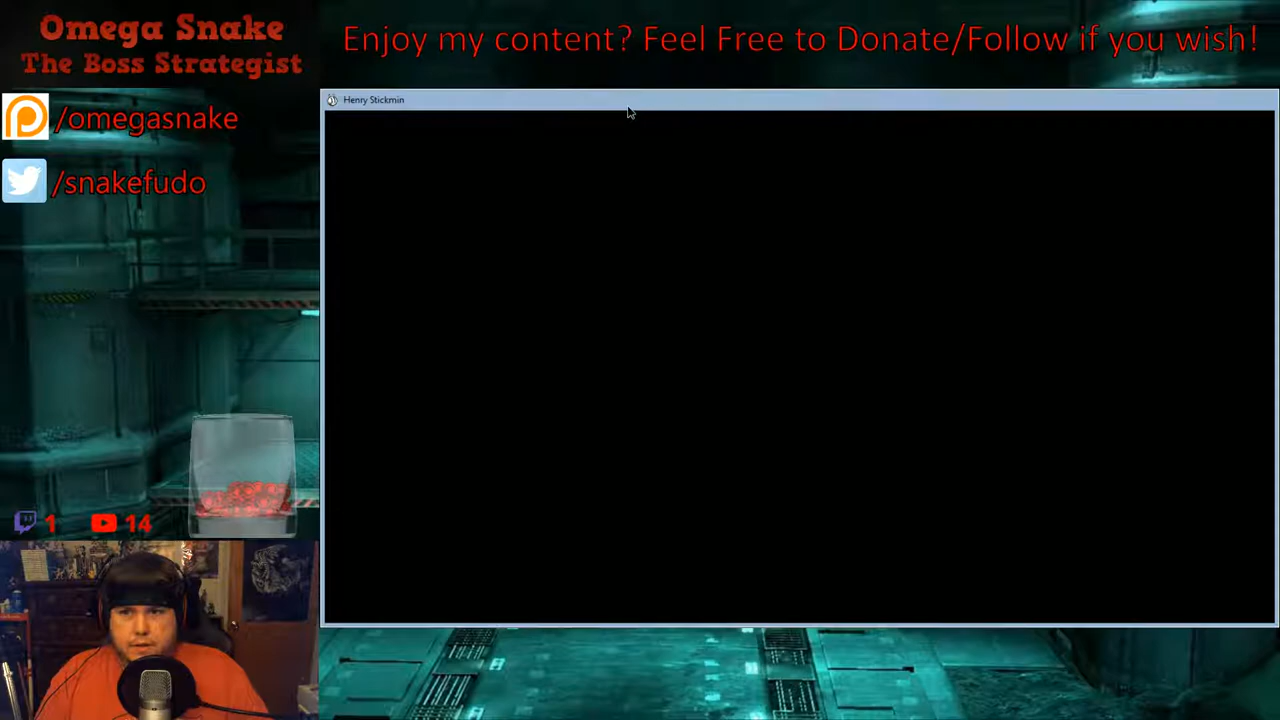 Omega Snake
The Boss Strategist
Enjoy my content? Feel Free to Donate/Follow if you wish!
/omegasnake
/snakefudo
Henry Stickmin
1
14